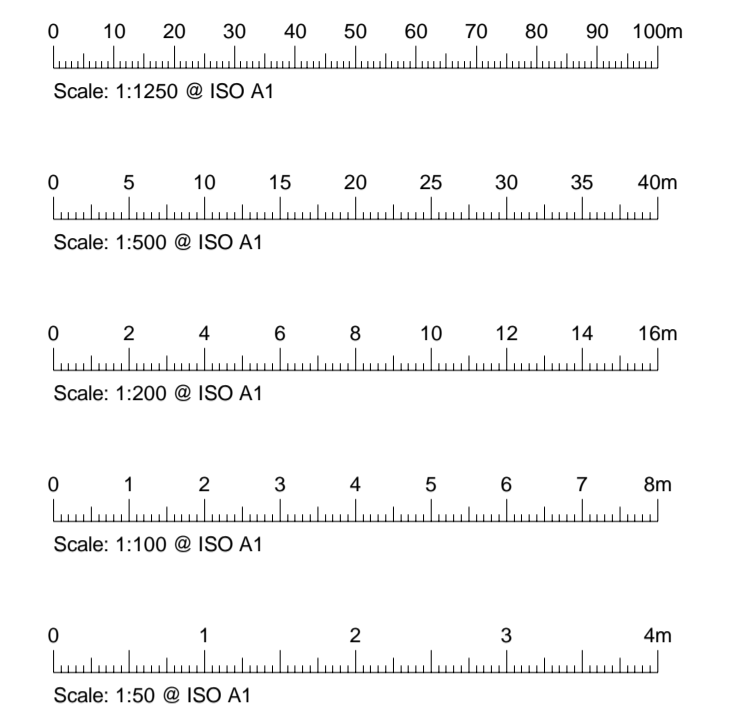 0 10 20 30 40 50 60 70 80 90 100m
Scale: 1:1250 @ ISO A1
0 5 10 15 20 25 30 35 40m
Scale: 1:500 @ ISO A1
0 2 4 6 8 10 12 14 16m
Scale: 1:200 @ ISO A1
0 1 2 3 4 5 6 7 8m
Scale: 1:100 @ ISO A1
0 1 2 3 4m
Scale: 1:50 @ ISO A1